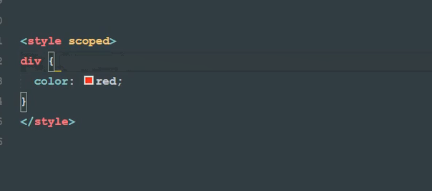 <style scoped>
div {
color: red;
}
</style>